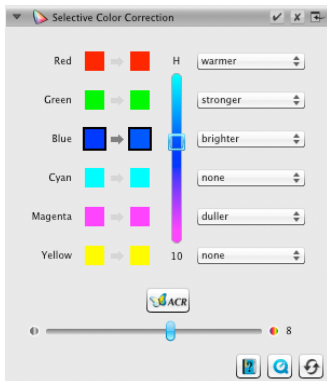 Selective Color Correction
Red H warmer
Green stronger
Blue brighter
Cyan none
Magenta duller
Yellow 10 none
ACR
8